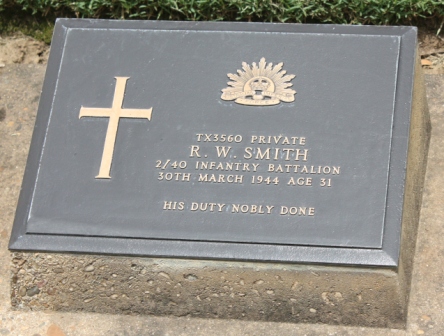 TX3560 PRIVATE
R. W. SMITH
2/40 INFANTRY BATTALION
30TH MARCH 1944 AGE 31
HIS DUTY NOBLY DONE